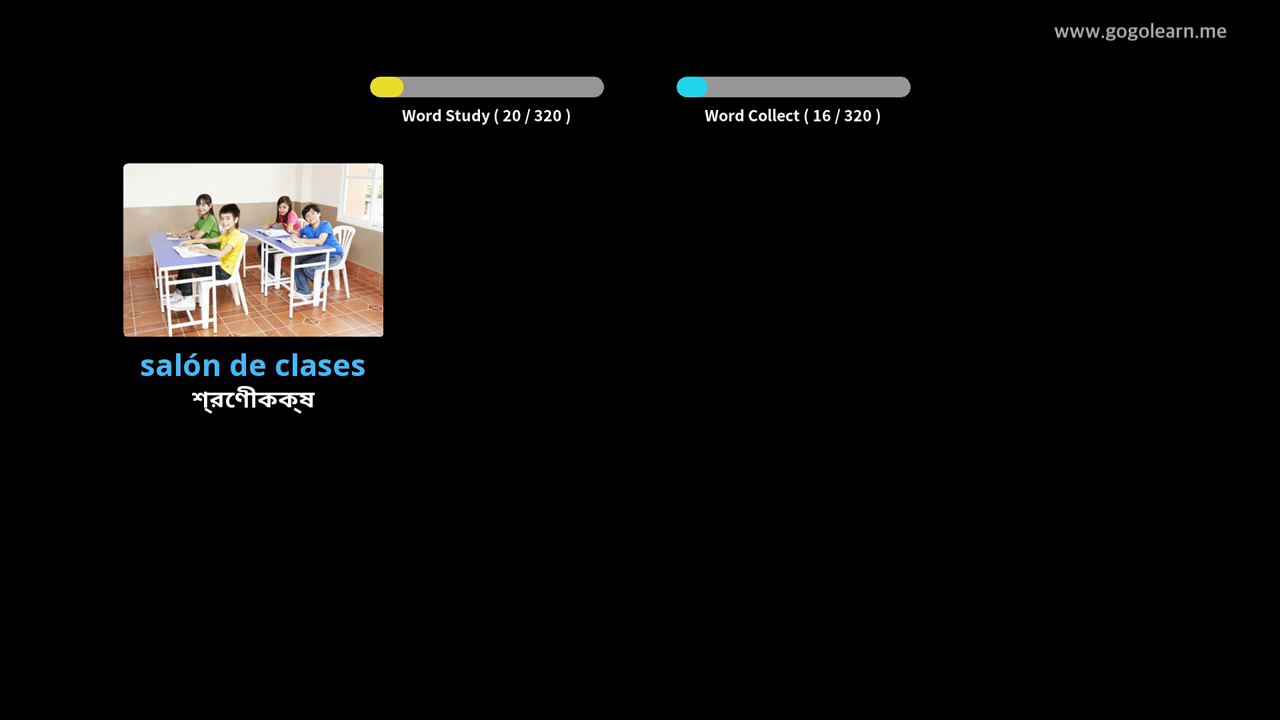 www.gogolearn.me
Word Study ( 20 / 320 )
Word Collect ( 16 / 320 )
salón de clases
শ্রেণীকক্ষ